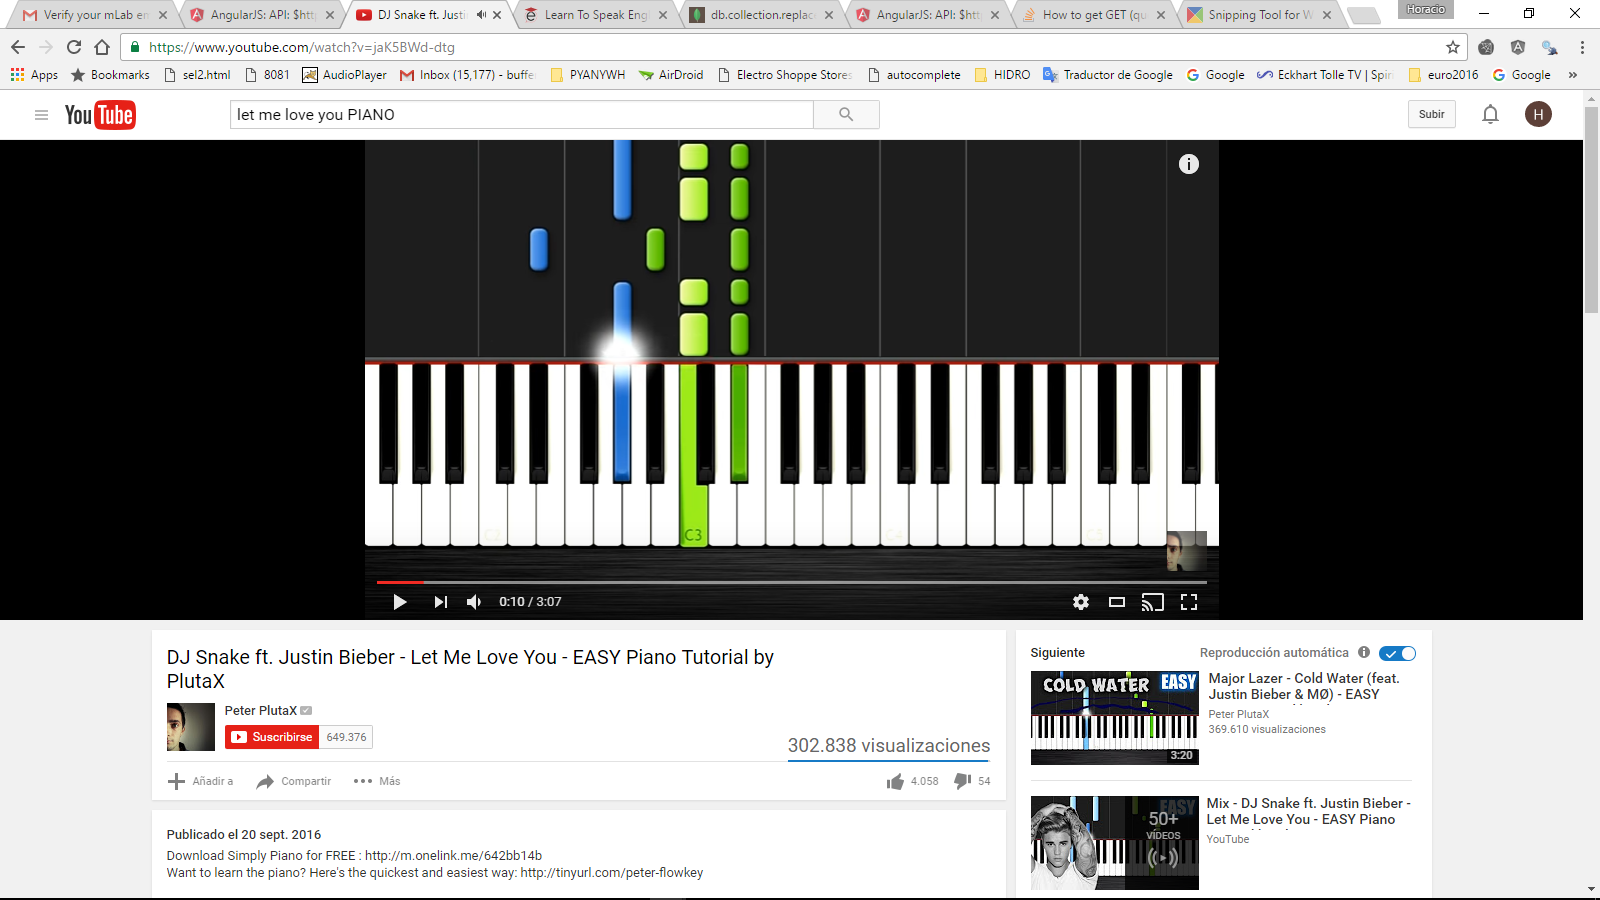 Verify your mLab en
AngularJS: API: $htt
DJ Snake ft. Justi
Learn To Speak Eng
db.collection.replace
AngularJS: API: $htt
How to get GET (qu
Snipping Tool for W
Horacio
https://www.youtube.com/watch?v=jaK5BWd-dtg
Apps
Bookmarks
sel2.html
8081
AudioPlayer
Inbox (15,177) - buffe
PYANYWH
AirDroid
Electro Shoppe Stores
autocomplete
HIDRO
Traductor de Google
Google
Eckhart Tolle TV | Spiri
euro2016
Google
YouTube
let me love you PIANO
Subir
H
C2
C3
C4
C5
0:10 / 3:07
DJ Snake ft. Justin Bieber - Let Me Love You - EASY Piano Tutorial by
PlutaX
Peter PlutaX
Suscribirse
649.376
302.838 visualizaciones
Añadir a
Compartir
Más
4.058
54
Publicado el 20 sept. 2016
Download Simply Piano for FREE : http://m.onelink.me/642bb14b
Want to learn the piano? Here's the quickest and easiest way: http://tinyurl.com/peter-flowkey
Siguiente
Reproducción automática
COLD WATER EASY
3:20
Major Lazer - Cold Water (feat.
Justin Bieber & MØ) - EASY
Peter PlutaX
369.610 visualizaciones
EASY
50+
VIDEOS
Mix - DJ Snake ft. Justin Bieber -
Let Me Love You - EASY Piano
YouTube